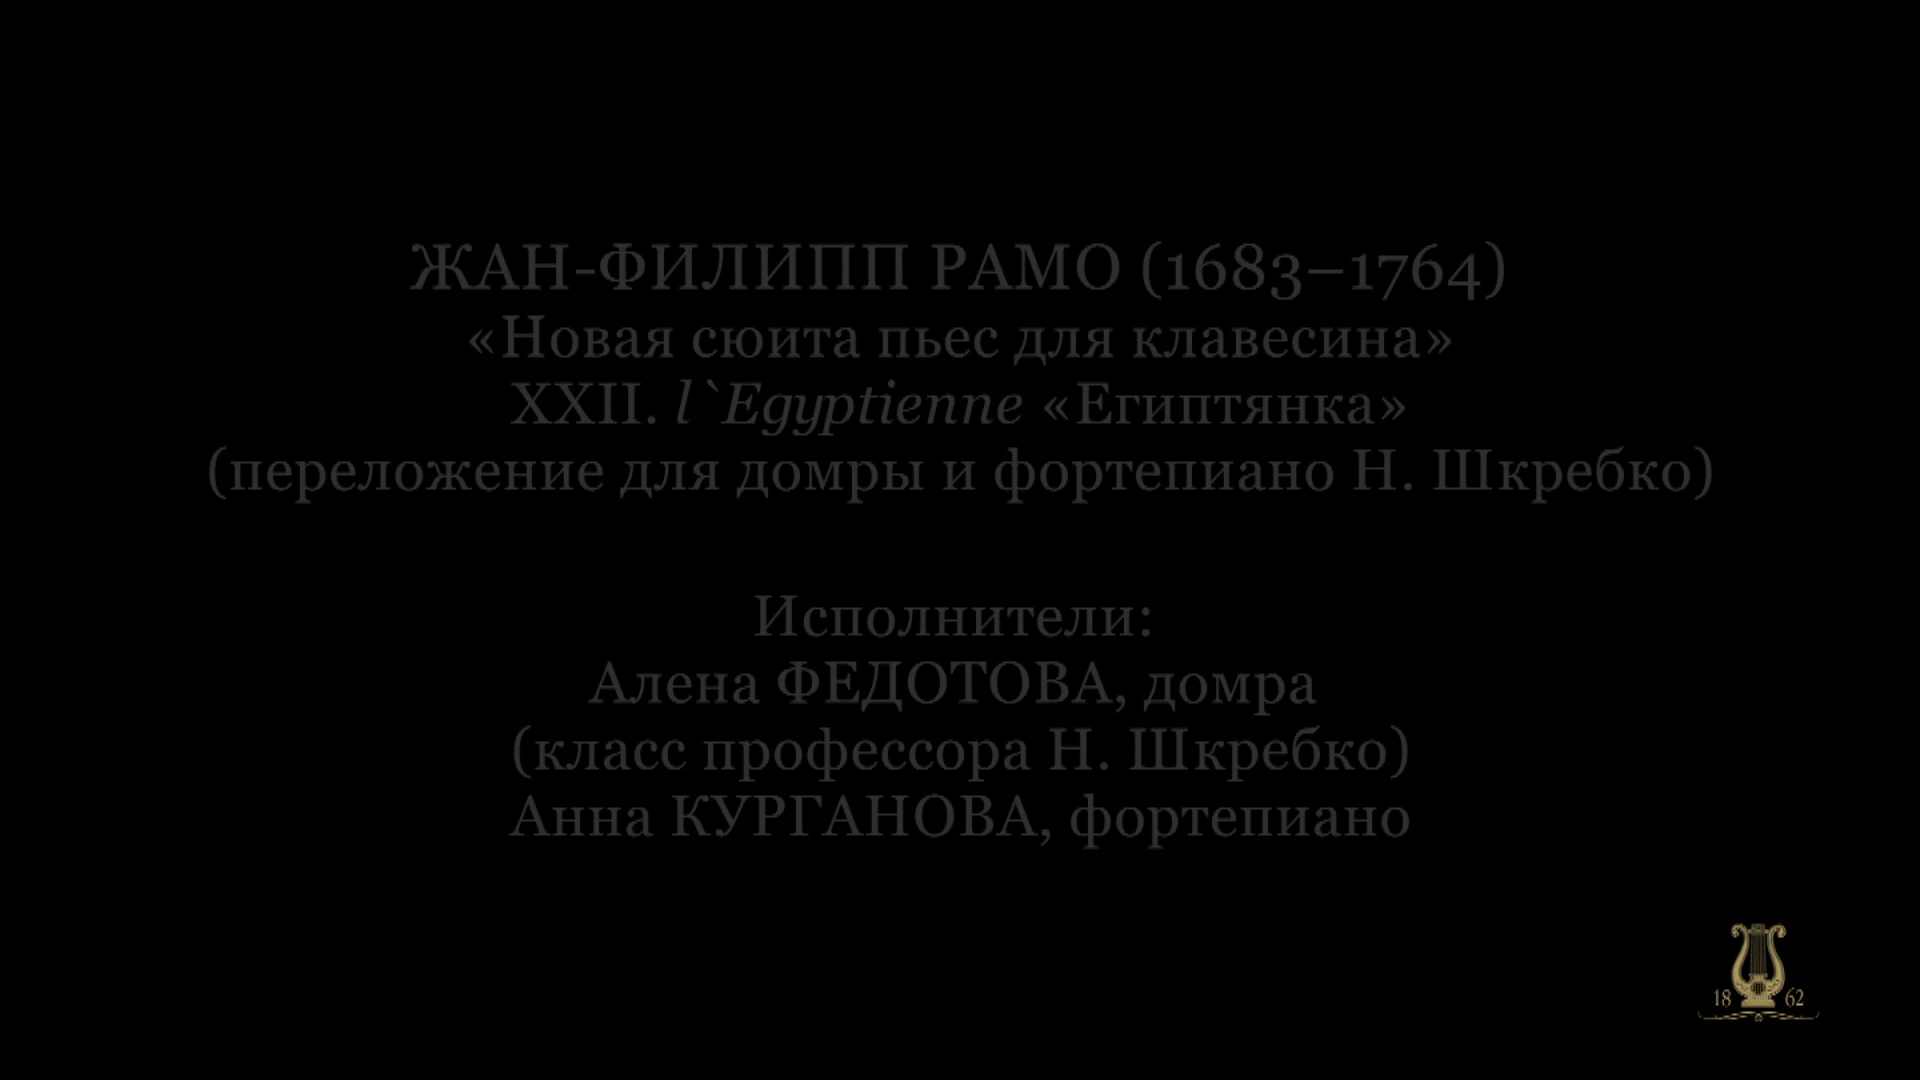 ЖАН-ФИЛИПП РАМО (1683–1764)
«Новая сюита пьес для клавесина»
XXII. l`Egyptienne «Египтянка»
(переложение для домры и фортепиано Н. Шкребко)
Исполнители:
Алена ФЕДОТОВА, домра
(класс профессора Н. Шкребко)
Анна КУРГАНОВА, фортепиано
18 62